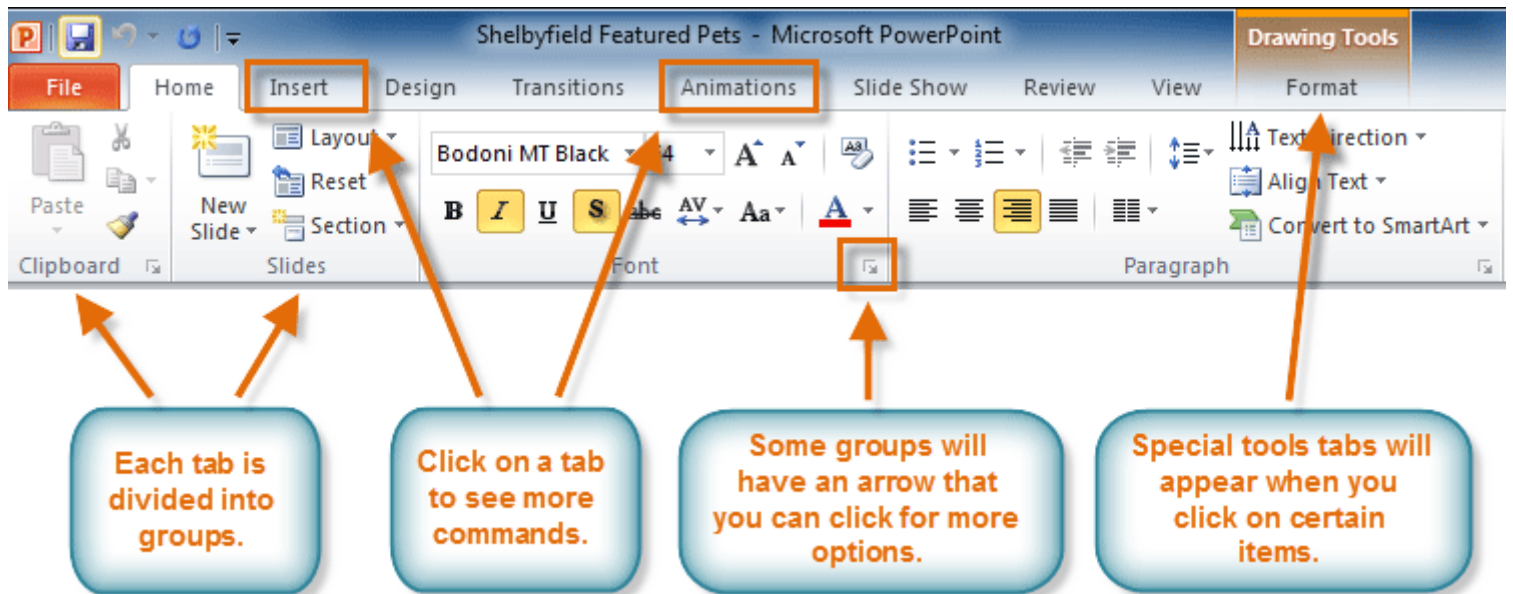 Shelbyfield Featured Pets - Microsoft PowerPoint
Drawing Tools
File Home Insert Design Transitions Animations Slide Show Review View Format
Paste
New Slide
Layout
Reset
Section
Bodoni MT Black
B I U S abc AV Aa A
Text Direction
Align Text
Convert to SmartArt
Clipboard Slides Font Paragraph
Each tab is
divided into
groups.
Click on a tab
to see more
commands.
Some groups will
have an arrow that
you can click for more
options.
Special tools tabs will
appear when you
click on certain
items.